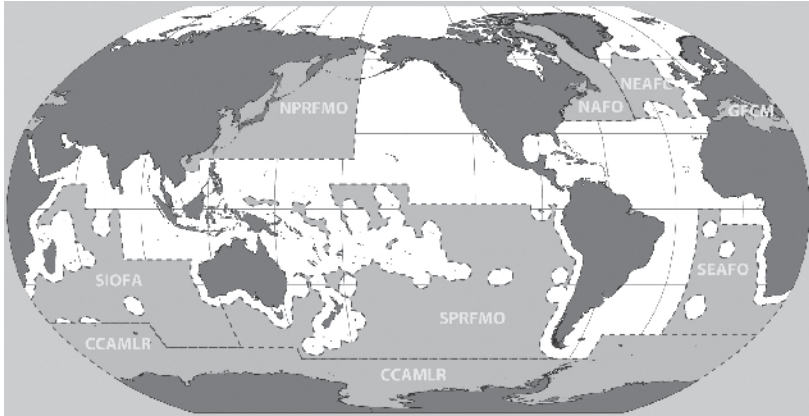 NEAFC
NPRFMO
NAFO
GFCM
SIOFA
SEAFO
SPRFMO
CCAMLR
CCAMLR